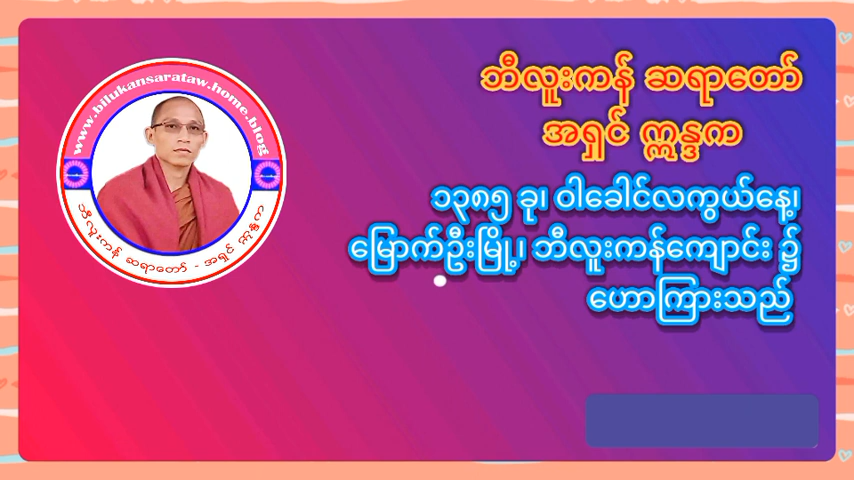 www.bilukansarataw.home.blog
ဘီလူးကန် ဆရာတော် - အရှင် ဣန္ဒက
ဘီလူးကန် ဆရာတော်
အရှင် ဣန္ဒက
၁၃၈၅ ခု၊ ဝါခေါင်လကွယ်နေ့၊
မြောက်ဦးမြို့၊ ဘီလူးကန်ကျောင်း ၌
ဟောကြားသည်